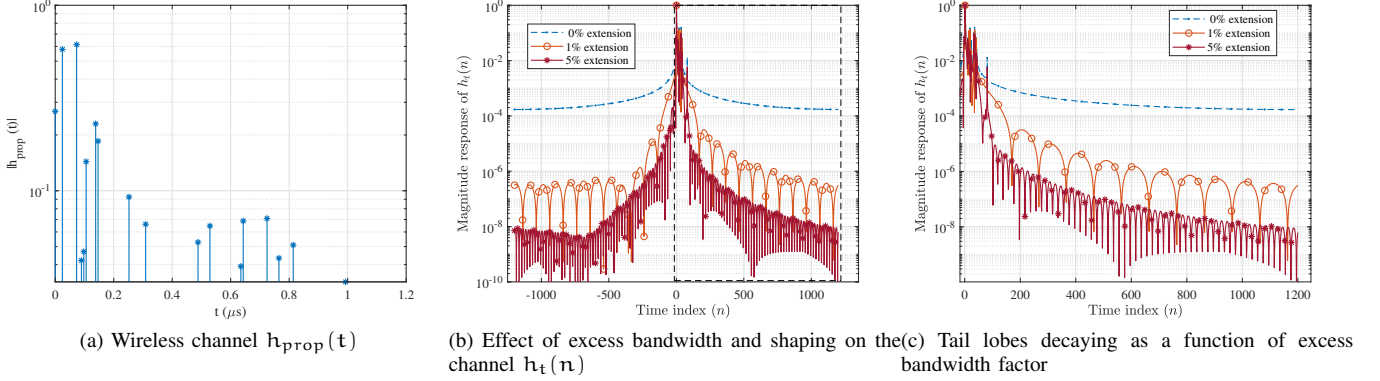 10^0
10^-1
|h_prop (t)|
0
0.2
0.4
0.6
0.8
1
1.2
t (μs)
(a) Wireless channel h_prop(t)
10^0
10^-2
10^-4
10^-6
10^-8
10^-10
Magnitude response of h_t(n)
0% extension
1% extension
5% extension
-1000
-500
0
500
1000
Time index (n)
(b) Effect of excess bandwidth and shaping on the
channel h_t(n)
10^0
10^-2
10^-4
10^-6
10^-8
Magnitude response of h_t(n)
0% extension
1% extension
5% extension
0
200
400
600
800
1000
1200
Time index (n)
(c) Tail lobes decaying as a function of excess
bandwidth factor